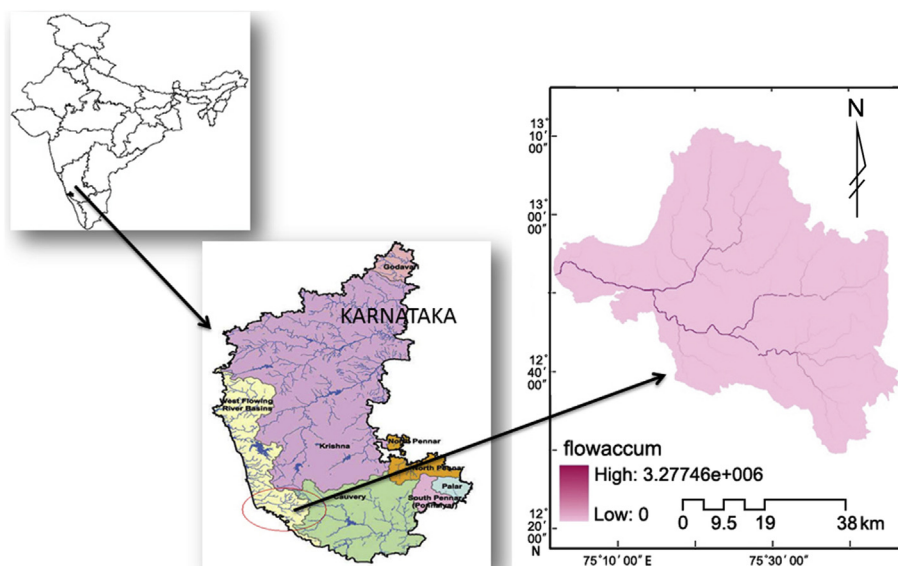 Godavari
KARNATAKA
West Flowing
River Basins
Krishna
North Pennar
North Pennar
Palar
South Pennar
(Ponnaiyar)
Cauvery
N
13°
10′
00″
13°
00′
00″
12°
40′
00″
12°
20′
00″
N
flowaccum
High: 3.27746e+006
Low: 0
0 9.5 19 38 km
75°10′ 00″ E 75°30′ 00″